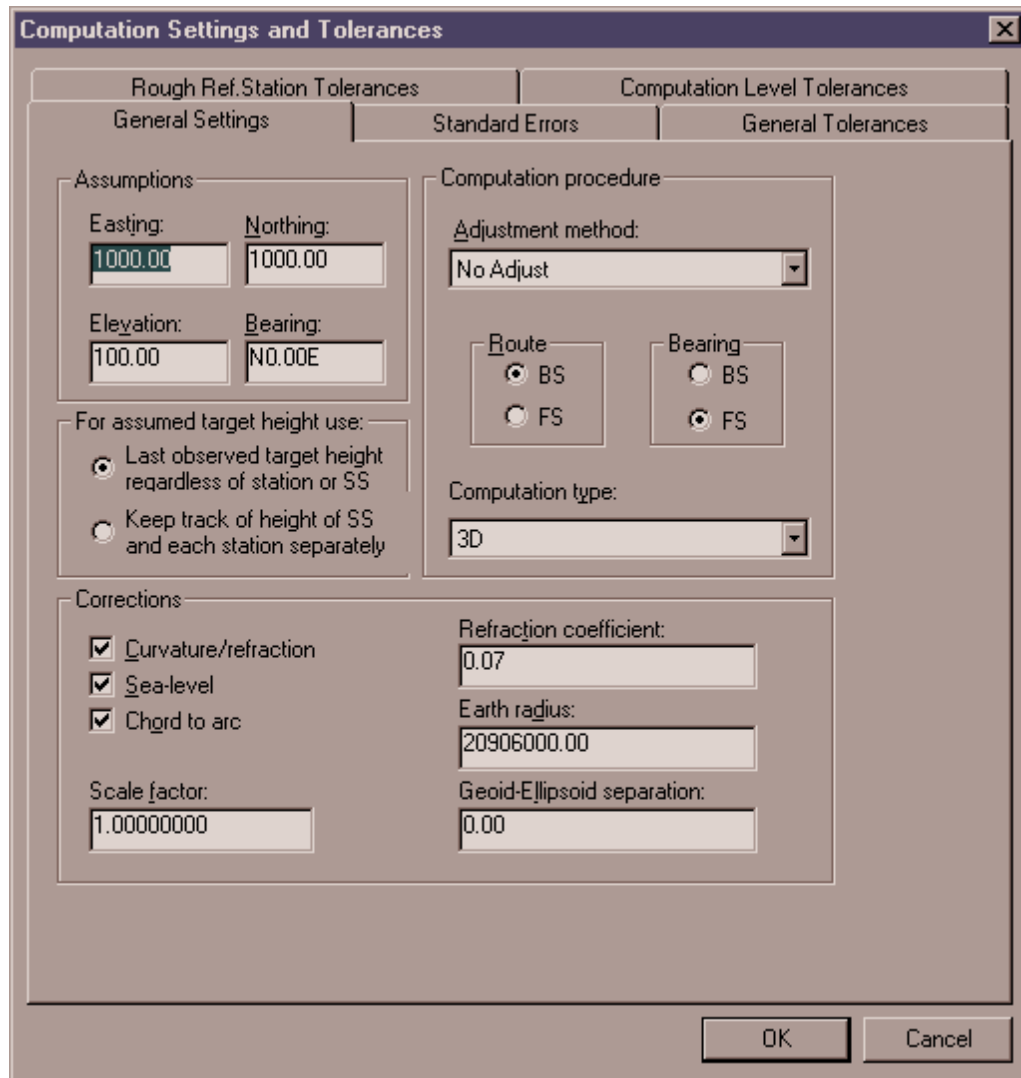 Computation Settings and Tolerances
Rough Ref.Station Tolerances
Computation Level Tolerances
General Settings
Standard Errors
General Tolerances
Assumptions
Easting:
Northing:
1000.00
1000.00
Elevation:
Bearing:
100.00
N0.00E
For assumed target height use:
Last observed target height
regardless of station or SS
Keep track of height of SS
and each station separately
Computation procedure
Adjustment method:
No Adjust
Route
BS
FS
Bearing
BS
FS
Computation type:
3D
Corrections
Curvature/refraction
Sea-level
Chord to arc
Scale factor:
1.00000000
Refraction coefficient:
0.07
Earth radius:
20906000.00
Geoid-Ellipsoid separation:
0.00
OK
Cancel